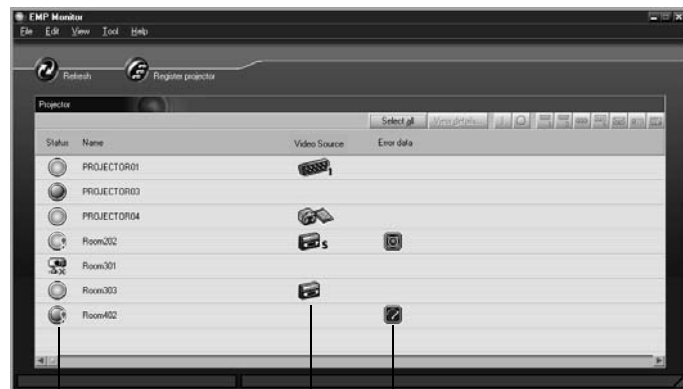 EMP Monitor
File Edit View Tool Help
Refresh Register projector
Projector
Select all View details...
Status Name Video Source Error data
PROJECTOR01 1
PROJECTOR03
PROJECTOR04
Room202 S
Room301
Room303
Room402